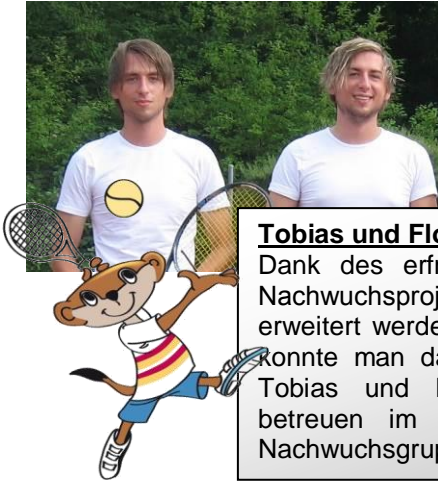 Tobias und Flo
Dank des erfr
Nachwuchsproj
erweitert werde
konnte man da
Tobias und
betreuen im
Nachwuchsgrup